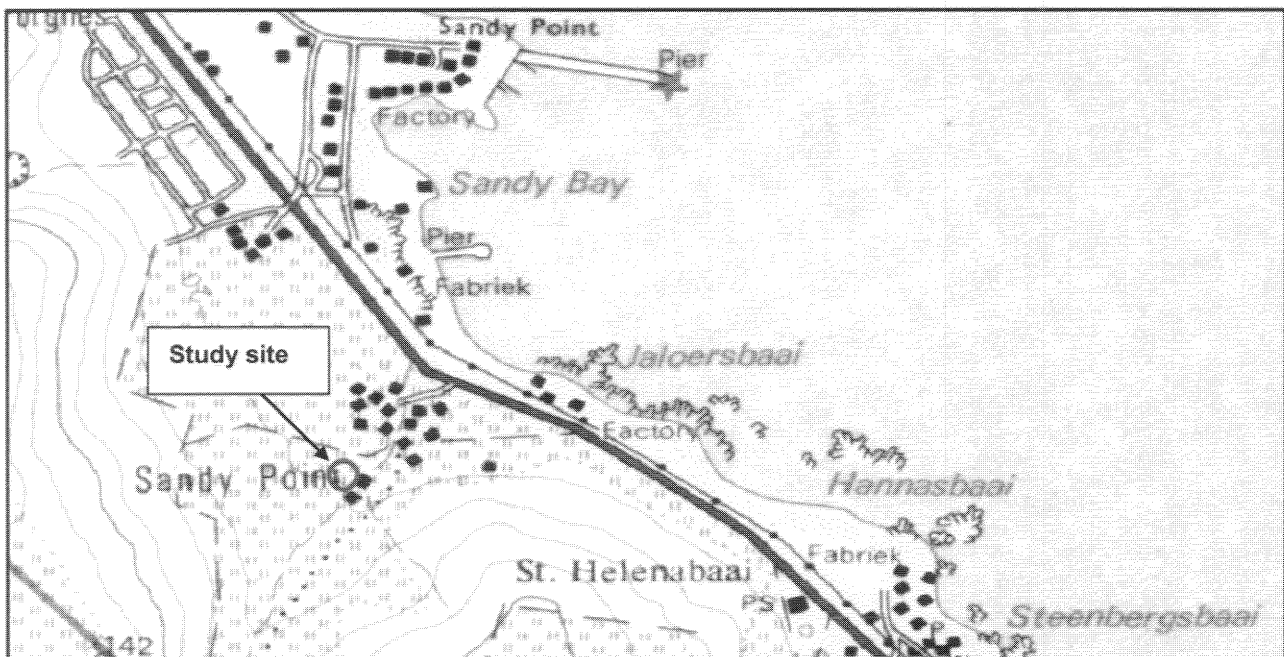 Sandy Point
Pier
Factory
Sandy Bay
Pier
Fabriek
Study site
Jaloersbaai
Factory
Sandy Point
Hannasbaai
St. Helenabaai
Fabriek
PS
Steenbergsbaai
142